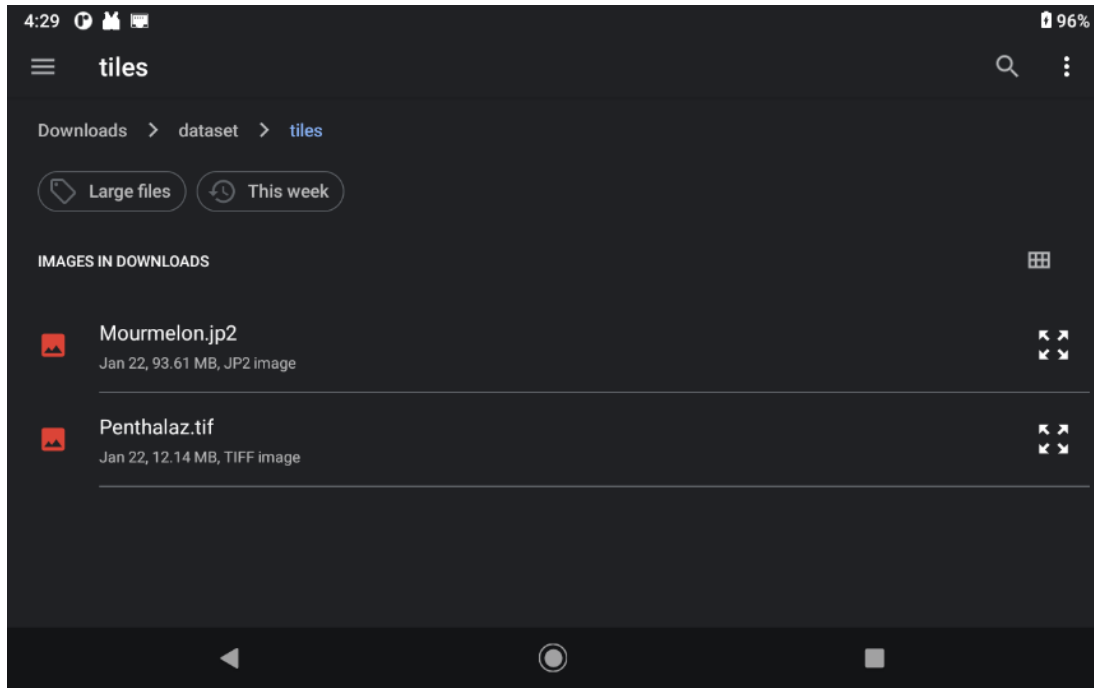 4:29 96%
tiles
Downloads > dataset > tiles
Large files This week
IMAGES IN DOWNLOADS
Mourmelon.jp2
Jan 22, 93.61 MB, JP2 image
Penthalaz.tif
Jan 22, 12.14 MB, TIFF image